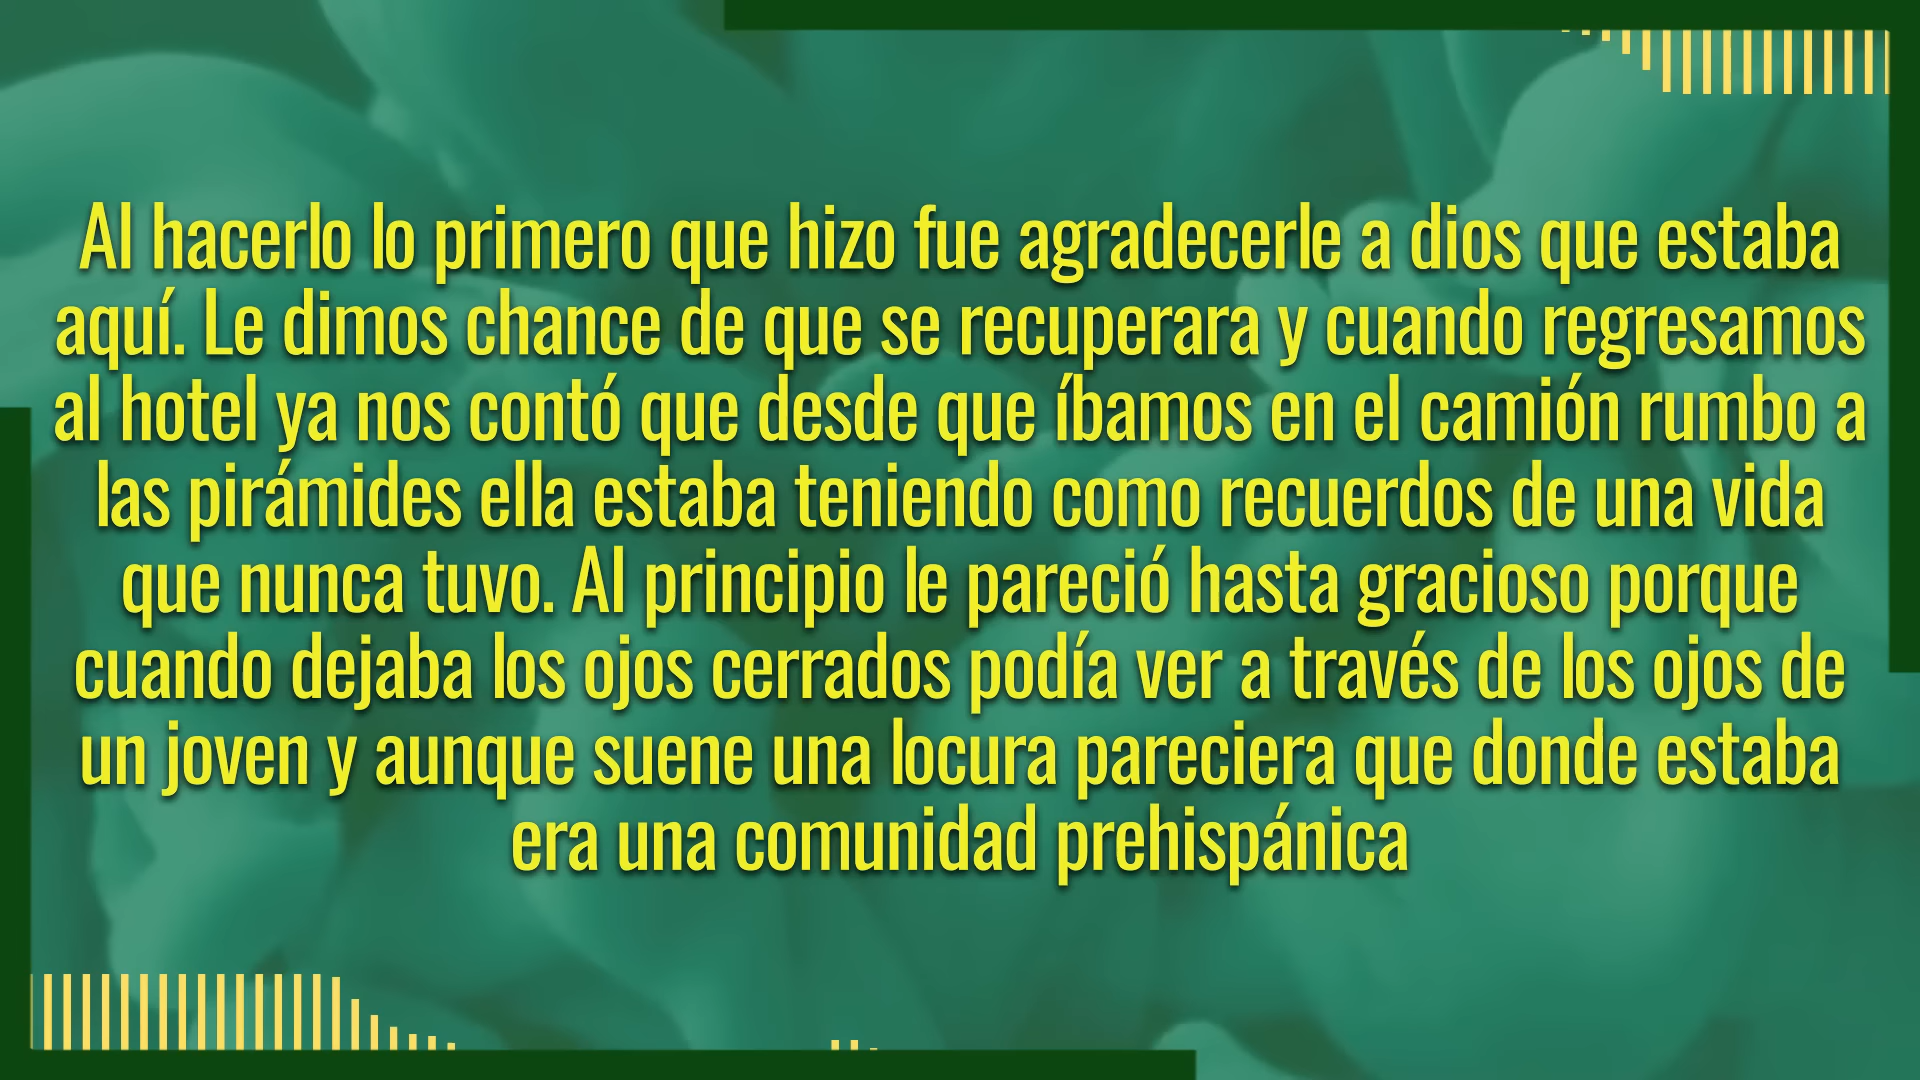 Al hacerlo lo primero que hizo fue agradecerle a dios que estaba
aquí. Le dimos chance de que se recuperara y cuando regresamos
al hotel ya nos contó que desde que íbamos en el camión rumbo a
las pirámides ella estaba teniendo como recuerdos de una vida
que nunca tuvo. Al principio le pareció hasta gracioso porque
cuando dejaba los ojos cerrados podía ver a través de los ojos de
un joven y aunque suene una locura pareciera que donde estaba
era una comunidad prehispánica